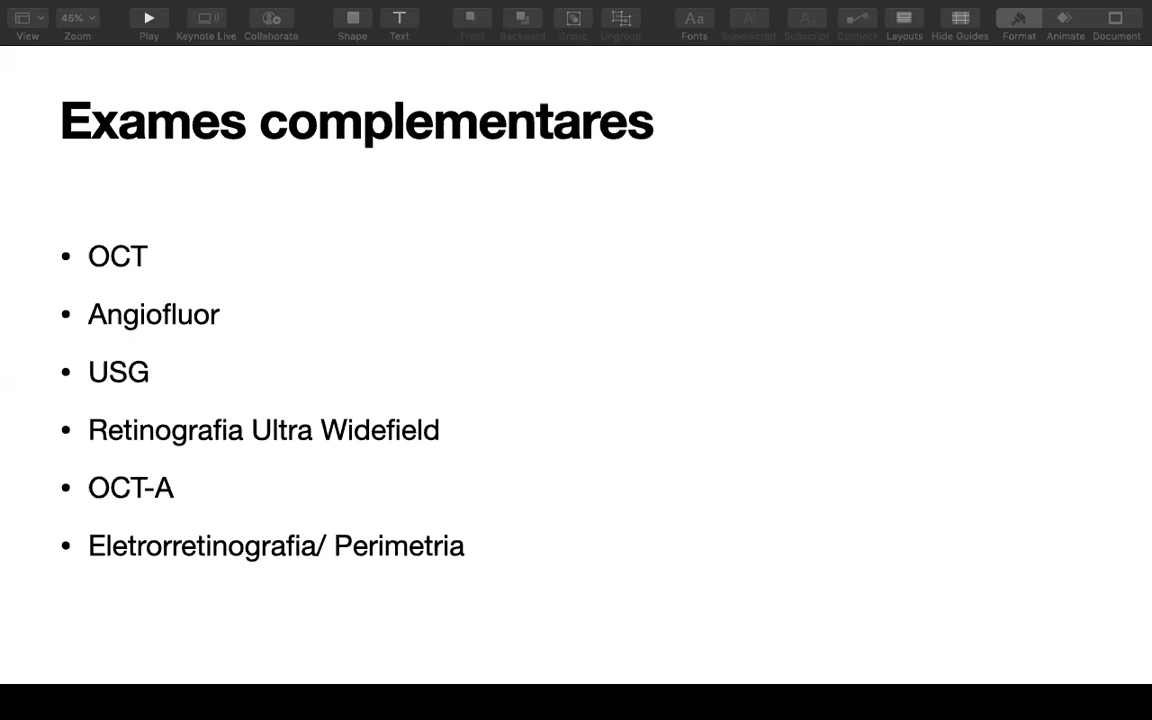 45%
View
Zoom
Play
Keynote Live
Collaborate
Shape
Text
Front
Backward
Group
Ungroup
Fonts
Superscript
Subscript
Connect
Layouts
Hide Guides
Format
Animate
Document
Exames complementares
• OCT
• Angiofluor
• USG
• Retinografia Ultra Widefield
• OCT-A
• Eletrorretinografia/ Perimetria